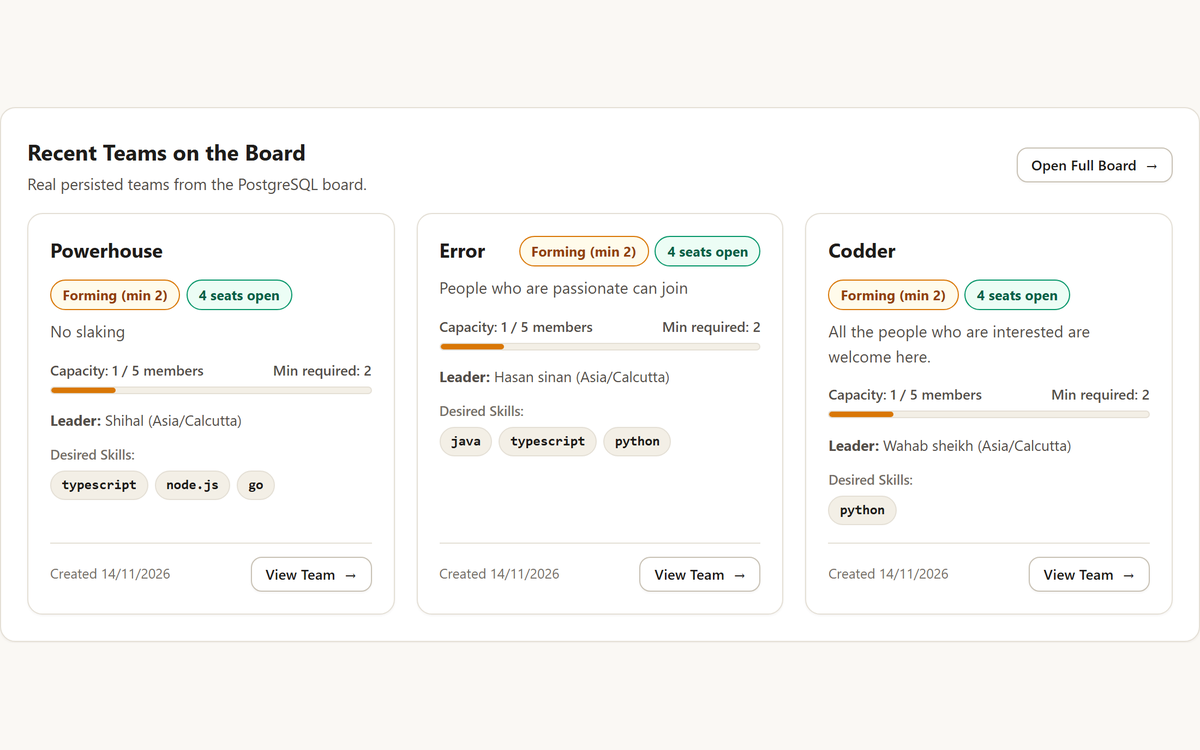 Recent Teams on the Board
Real persisted teams from the PostgreSQL board.
Open Full Board →
Powerhouse
Forming (min 2) 4 seats open
No slaking
Capacity: 1 / 5 members Min required: 2
Leader: Shihal (Asia/Calcutta)
Desired Skills:
typescript node.js go
Created 14/11/2026 View Team →
Error Forming (min 2) 4 seats open
People who are passionate can join
Capacity: 1 / 5 members Min required: 2
Leader: Hasan sinan (Asia/Calcutta)
Desired Skills:
java typescript python
Created 14/11/2026 View Team →
Codder
Forming (min 2) 4 seats open
All the people who are interested are
welcome here.
Capacity: 1 / 5 members Min required: 2
Leader: Wahab sheikh (Asia/Calcutta)
Desired Skills:
python
Created 14/11/2026 View Team →